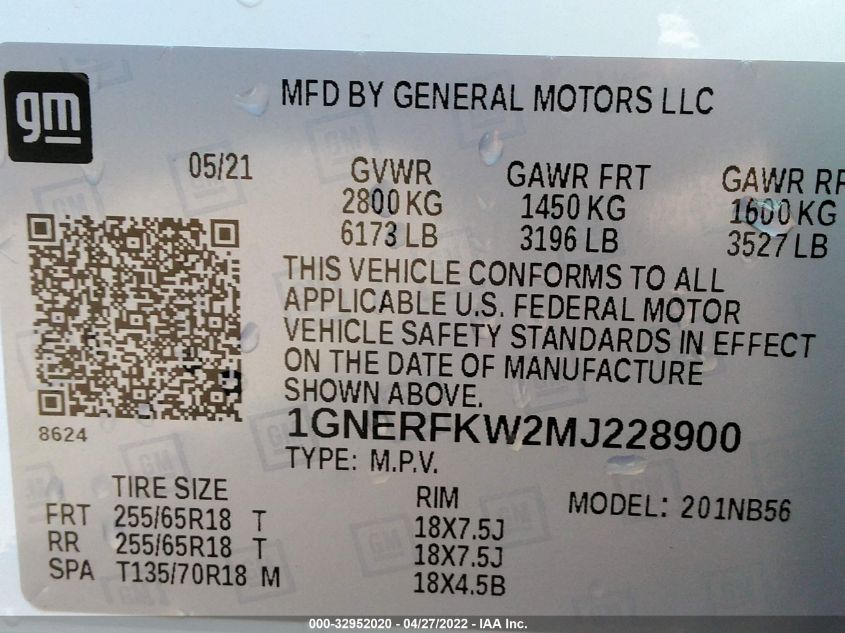 gm
MFD BY GENERAL MOTORS LLC
05/21
GVWR
2800 KG
6173 LB
GAWR FRT
1450 KG
3196 LB
GAWR RR
1600 KG
3527 LB
THIS VEHICLE CONFORMS TO ALL
APPLICABLE U.S. FEDERAL MOTOR
VEHICLE SAFETY STANDARDS IN EFFECT
ON THE DATE OF MANUFACTURE
SHOWN ABOVE.
8624
1GNERFKW2MJ228900
TYPE: M.P.V.
TIRE SIZE
RIM
MODEL: 201NB56
FRT 255/65R18 T 18X7.5J
RR 255/65R18 T 18X7.5J
SPA T135/70R18 M 18X4.5B
000-32952020 - 04/27/2022 - IAA Inc.